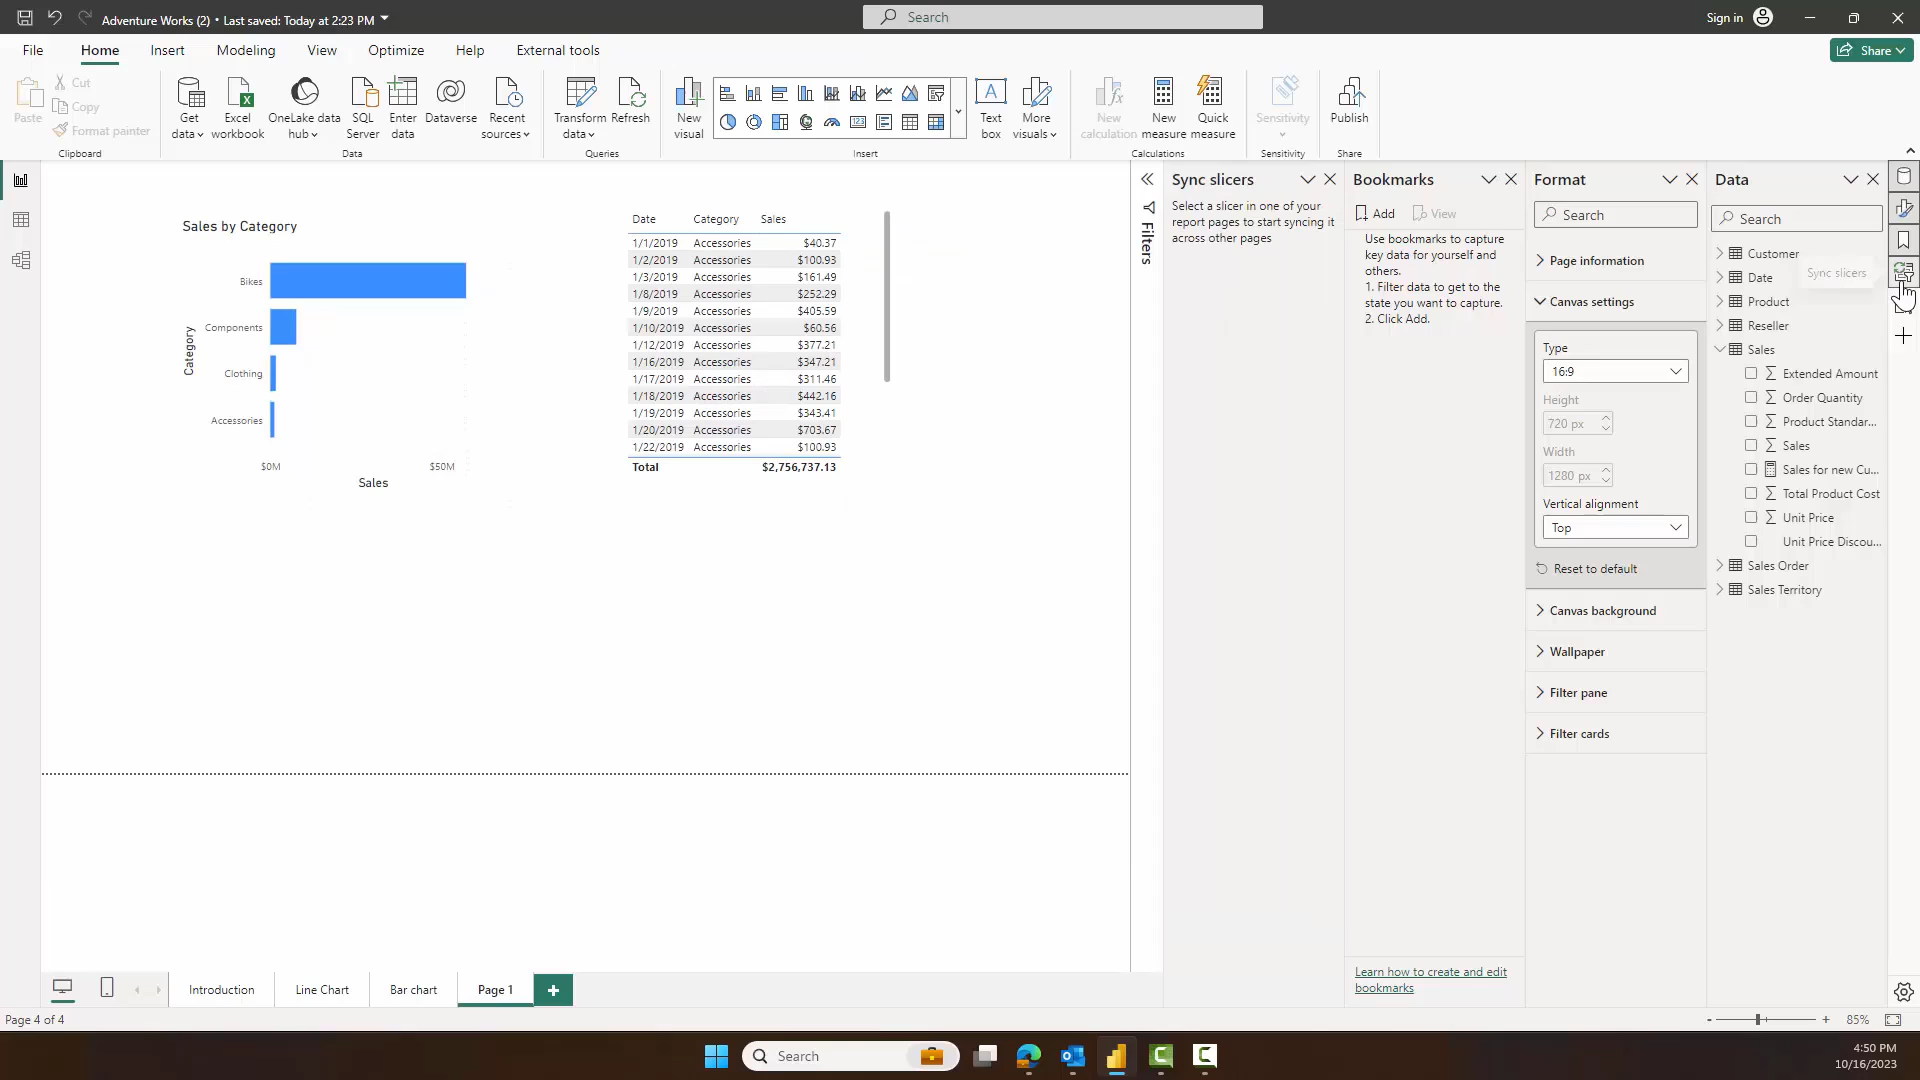 Adventure Works (2) • Last saved: Today at 2:23 PM
Search
Sign in
File
Home
Insert
Modeling
View
Optimize
Help
External tools
Share
Paste
Cut
Copy
Format painter
Clipboard
Get data
Excel workbook
OneLake data hub
SQL Server
Enter data
Dataverse
Recent sources
Data
Transform data
Refresh
Queries
New visual
Text box
More visuals
Insert
New calculation
New measure
Quick measure
Calculations
Sensitivity
Sensitivity
Publish
Share
Sales by Category
Category
Bikes
Components
Clothing
Accessories
$0M
$50M
Sales
Date Category Sales
1/1/2019 Accessories $40.37
1/2/2019 Accessories $100.93
1/3/2019 Accessories $161.49
1/8/2019 Accessories $252.29
1/9/2019 Accessories $405.59
1/10/2019 Accessories $60.56
1/12/2019 Accessories $377.21
1/16/2019 Accessories $347.21
1/17/2019 Accessories $311.46
1/18/2019 Accessories $442.16
1/19/2019 Accessories $343.41
1/20/2019 Accessories $703.67
1/22/2019 Accessories $100.93
Total $2,756,737.13
Filters
Sync slicers
Select a slicer in one of your
report pages to start syncing it
across other pages
Bookmarks
Add
View
Use bookmarks to capture
key data for yourself and
others.
1. Filter data to get to the
state you want to capture.
2. Click Add.
Learn how to create and edit
bookmarks
Format
Search
Page information
Canvas settings
Type
16:9
Height
720 px
Width
1280 px
Vertical alignment
Top
Reset to default
Canvas background
Wallpaper
Filter pane
Filter cards
Data
Search
Customer
Date
Sync slicers
Product
Reseller
Sales
Extended Amount
Order Quantity
Product Standar...
Sales
Sales for new Cu...
Total Product Cost
Unit Price
Unit Price Discou...
Sales Order
Sales Territory
Introduction
Line Chart
Bar chart
Page 1
Page 4 of 4
- + 85%
Search
4:50 PM
10/16/2023